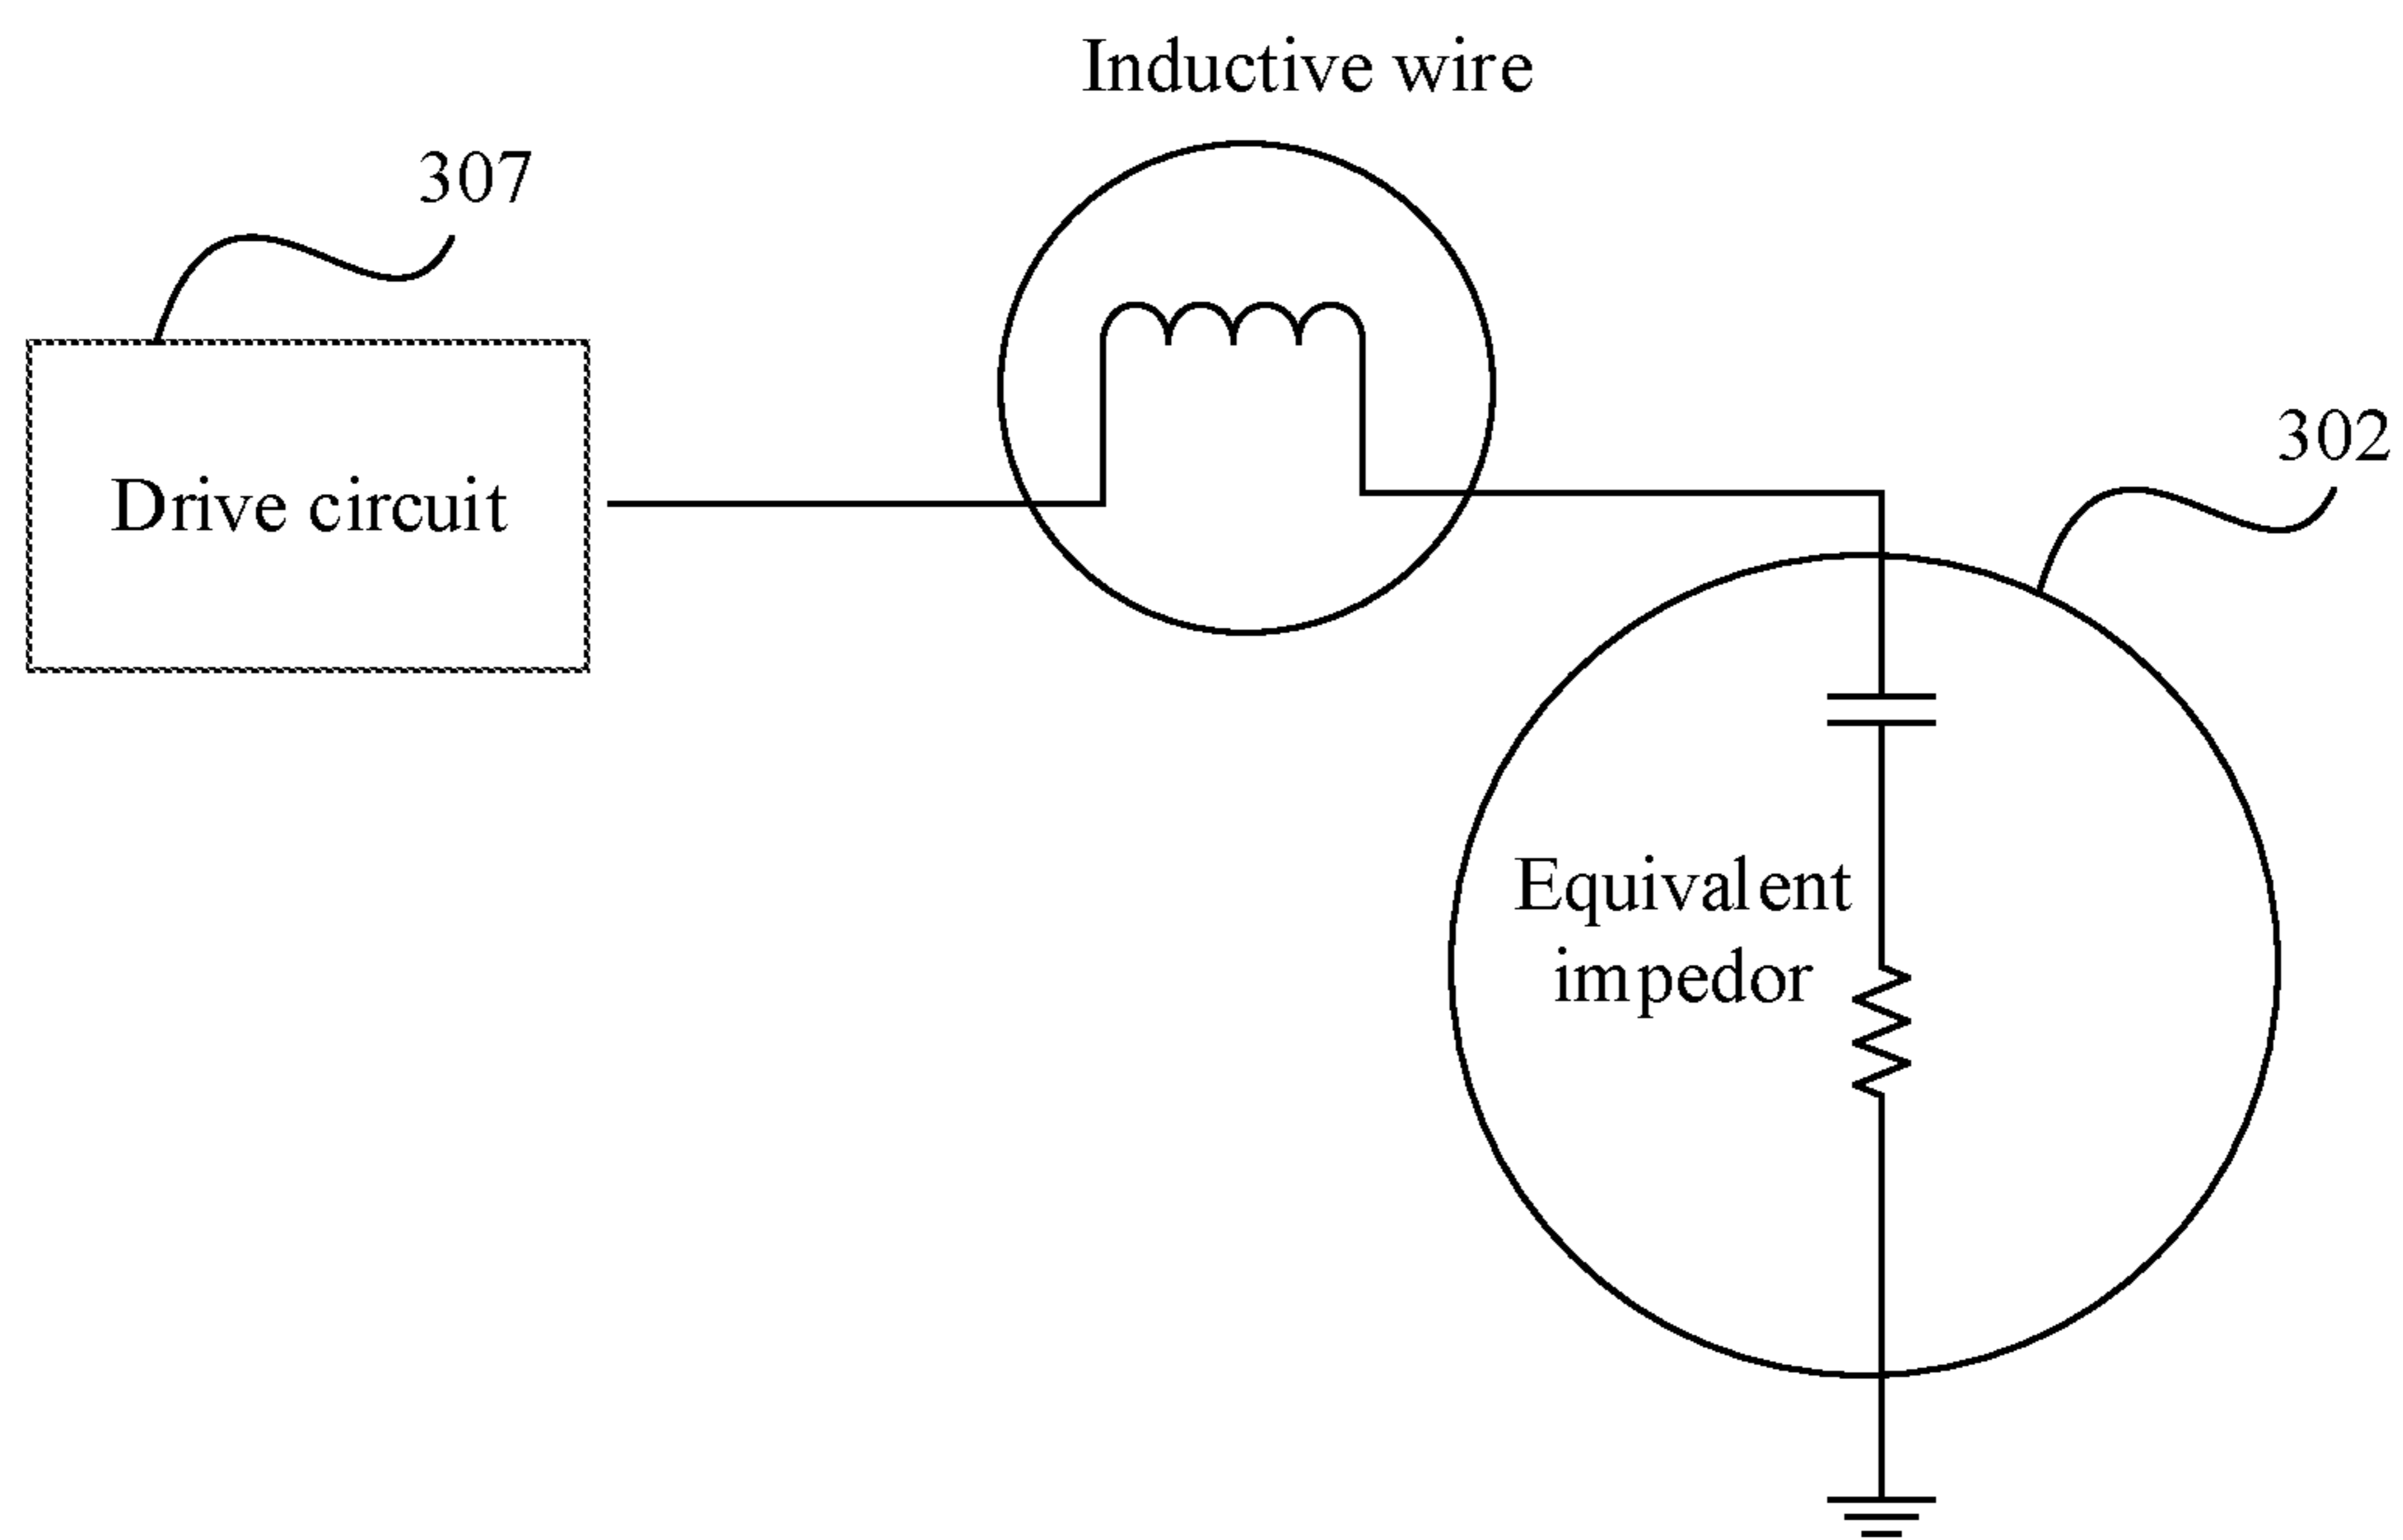 Inductive wire
307
302
Drive circuit
Equivalent
impedor